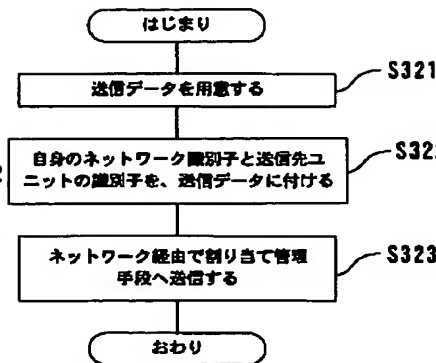 はじまり
送信データを用意する
S321
自身のネットワーク識別子と送信先ユ
ニットの識別子を、送信データに付ける
S322
ネットワーク経由で割り当て管理
手段へ送信する
S323
おわり